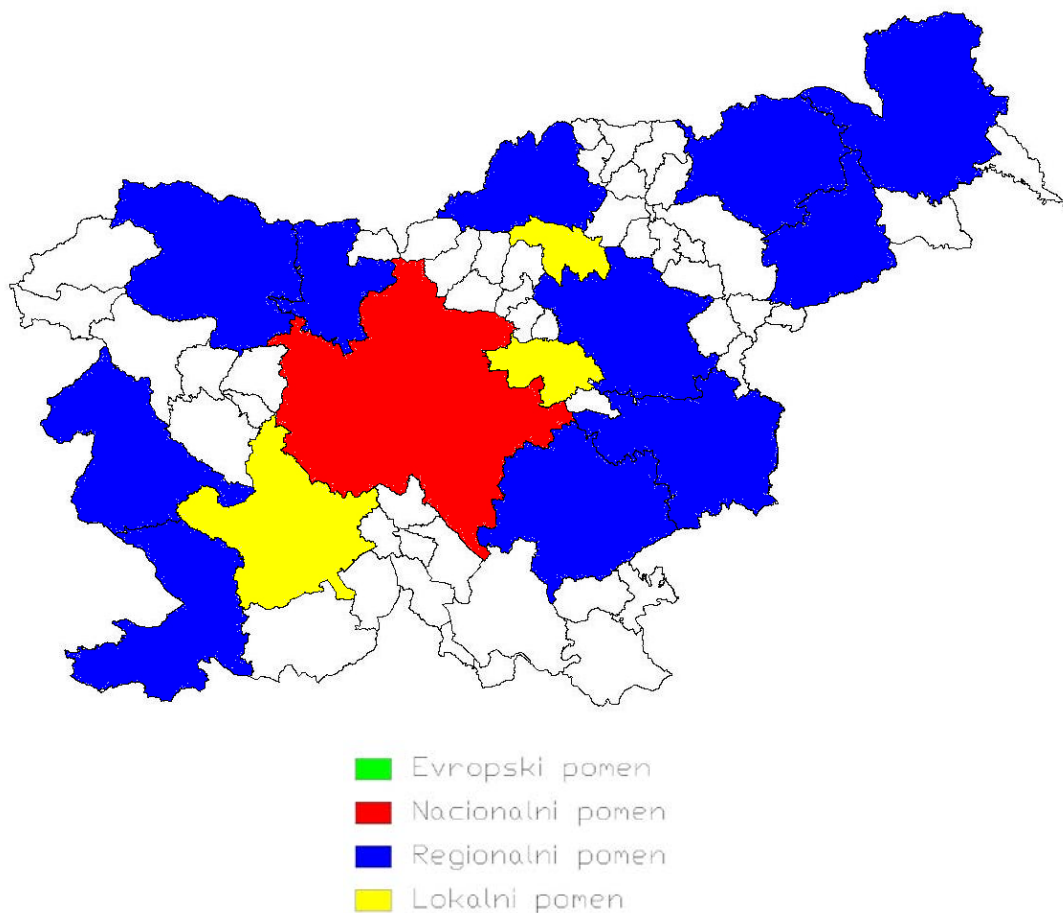 Evropski pomen
Nacionalni pomen
Regionalni pomen
Lokalni pomen